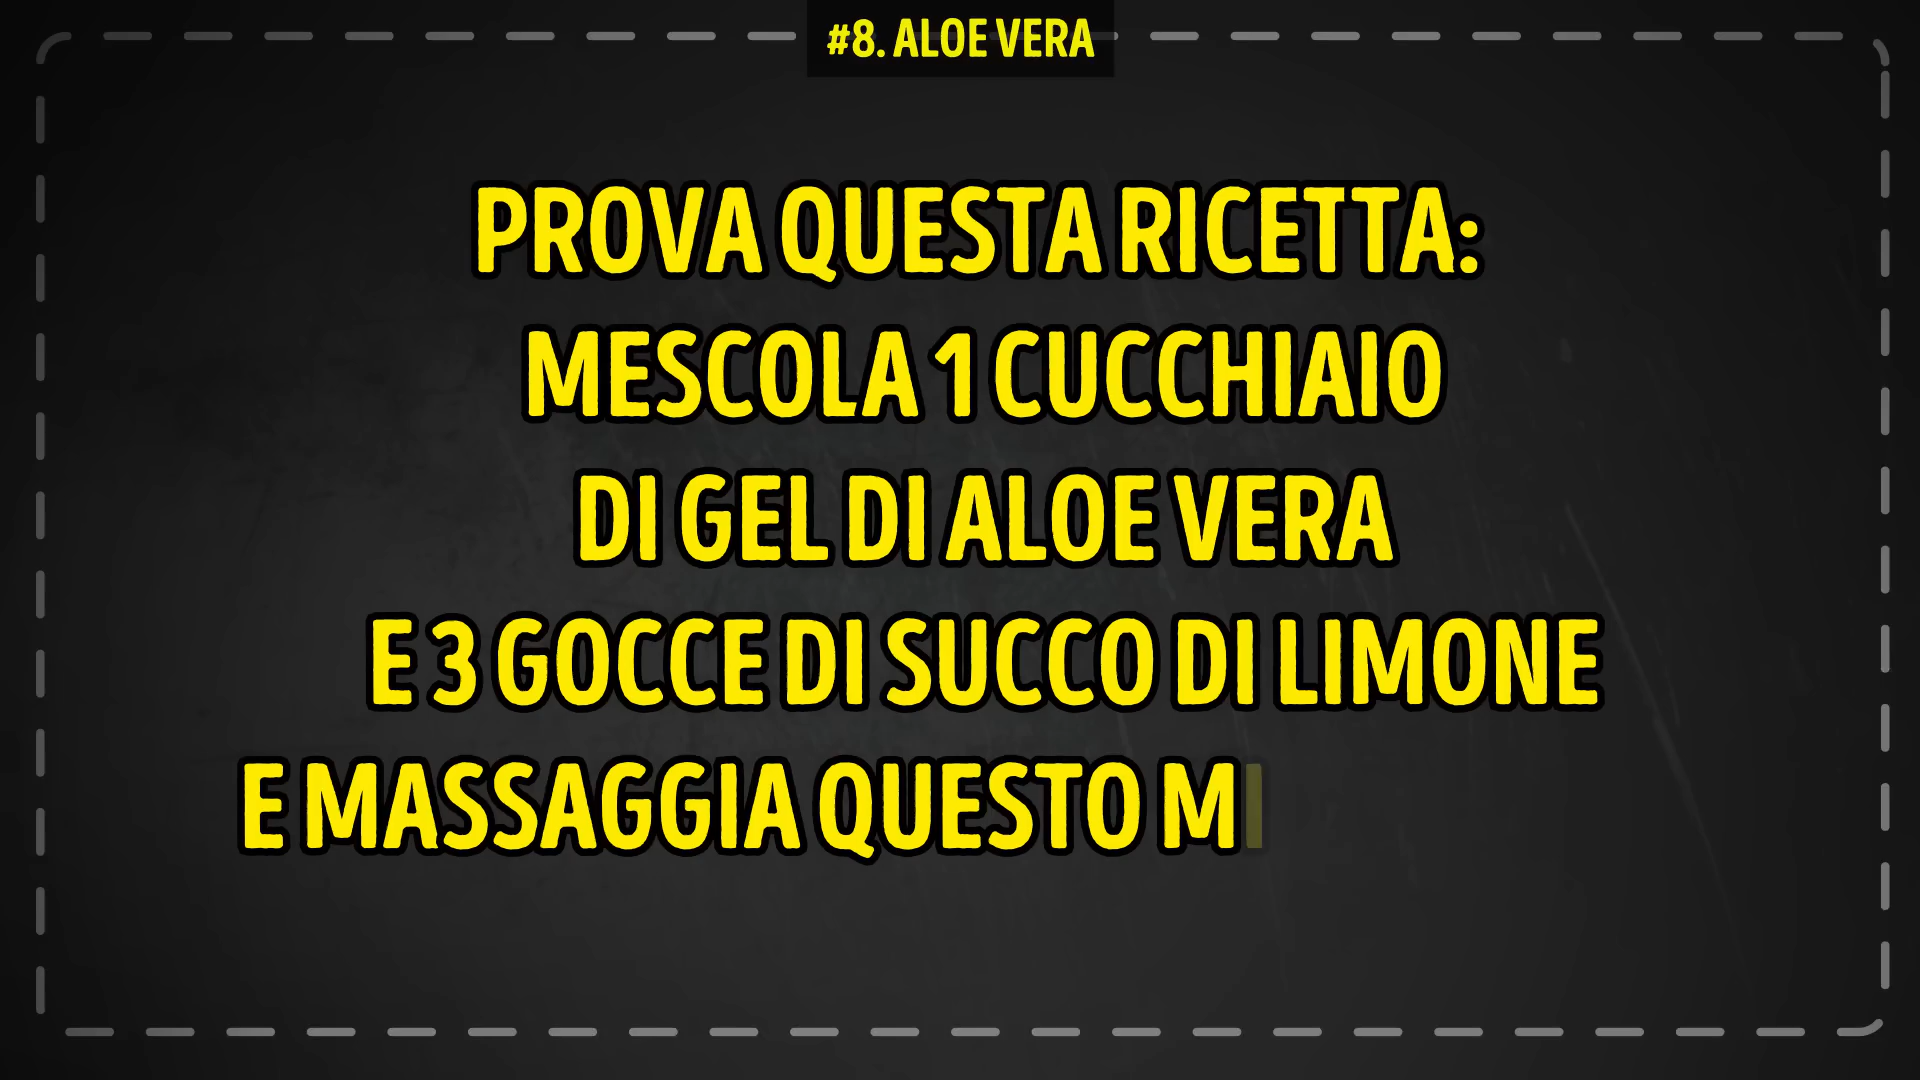 #8. ALOE VERA
PROVA QUESTA RICETTA:
MESCOLA 1 CUCCHIAIO
DI GEL DI ALOE VERA
E 3 GOCCE DI SUCCO DI LIMONE
E MASSAGGIA QUESTO MI